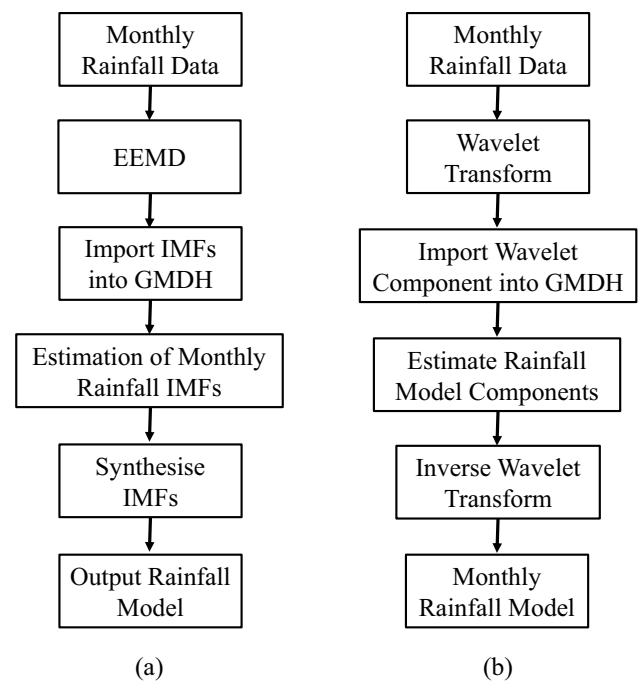 Monthly
Rainfall Data
EEMD
Import IMFs
into GMDH
Estimation of Monthly
Rainfall IMFs
Synthesise
IMFs
Output Rainfall
Model
(a)
Monthly
Rainfall Data
Wavelet
Transform
Import Wavelet
Component into GMDH
Estimate Rainfall
Model Components
Inverse Wavelet
Transform
Monthly
Rainfall Model
(b)